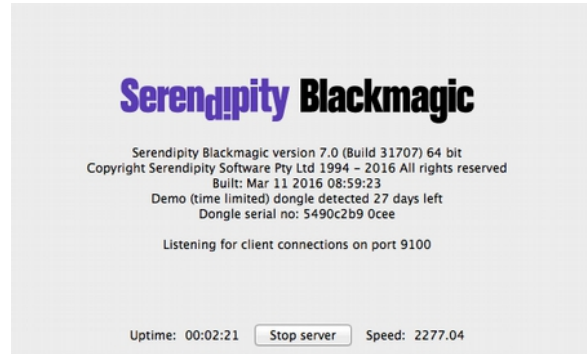 Serendipity Blackmagic
Serendipity Blackmagic version 7.0 (Build 31707) 64 bit
Copyright Serendipity Software Pty Ltd 1994 – 2016 All rights reserved
Built: Mar 11 2016 08:59:23
Demo (time limited) dongle detected 27 days left
Dongle serial no: 5490c2b9 0cee
Listening for client connections on port 9100
Uptime: 00:02:21 Stop server Speed: 2277.04